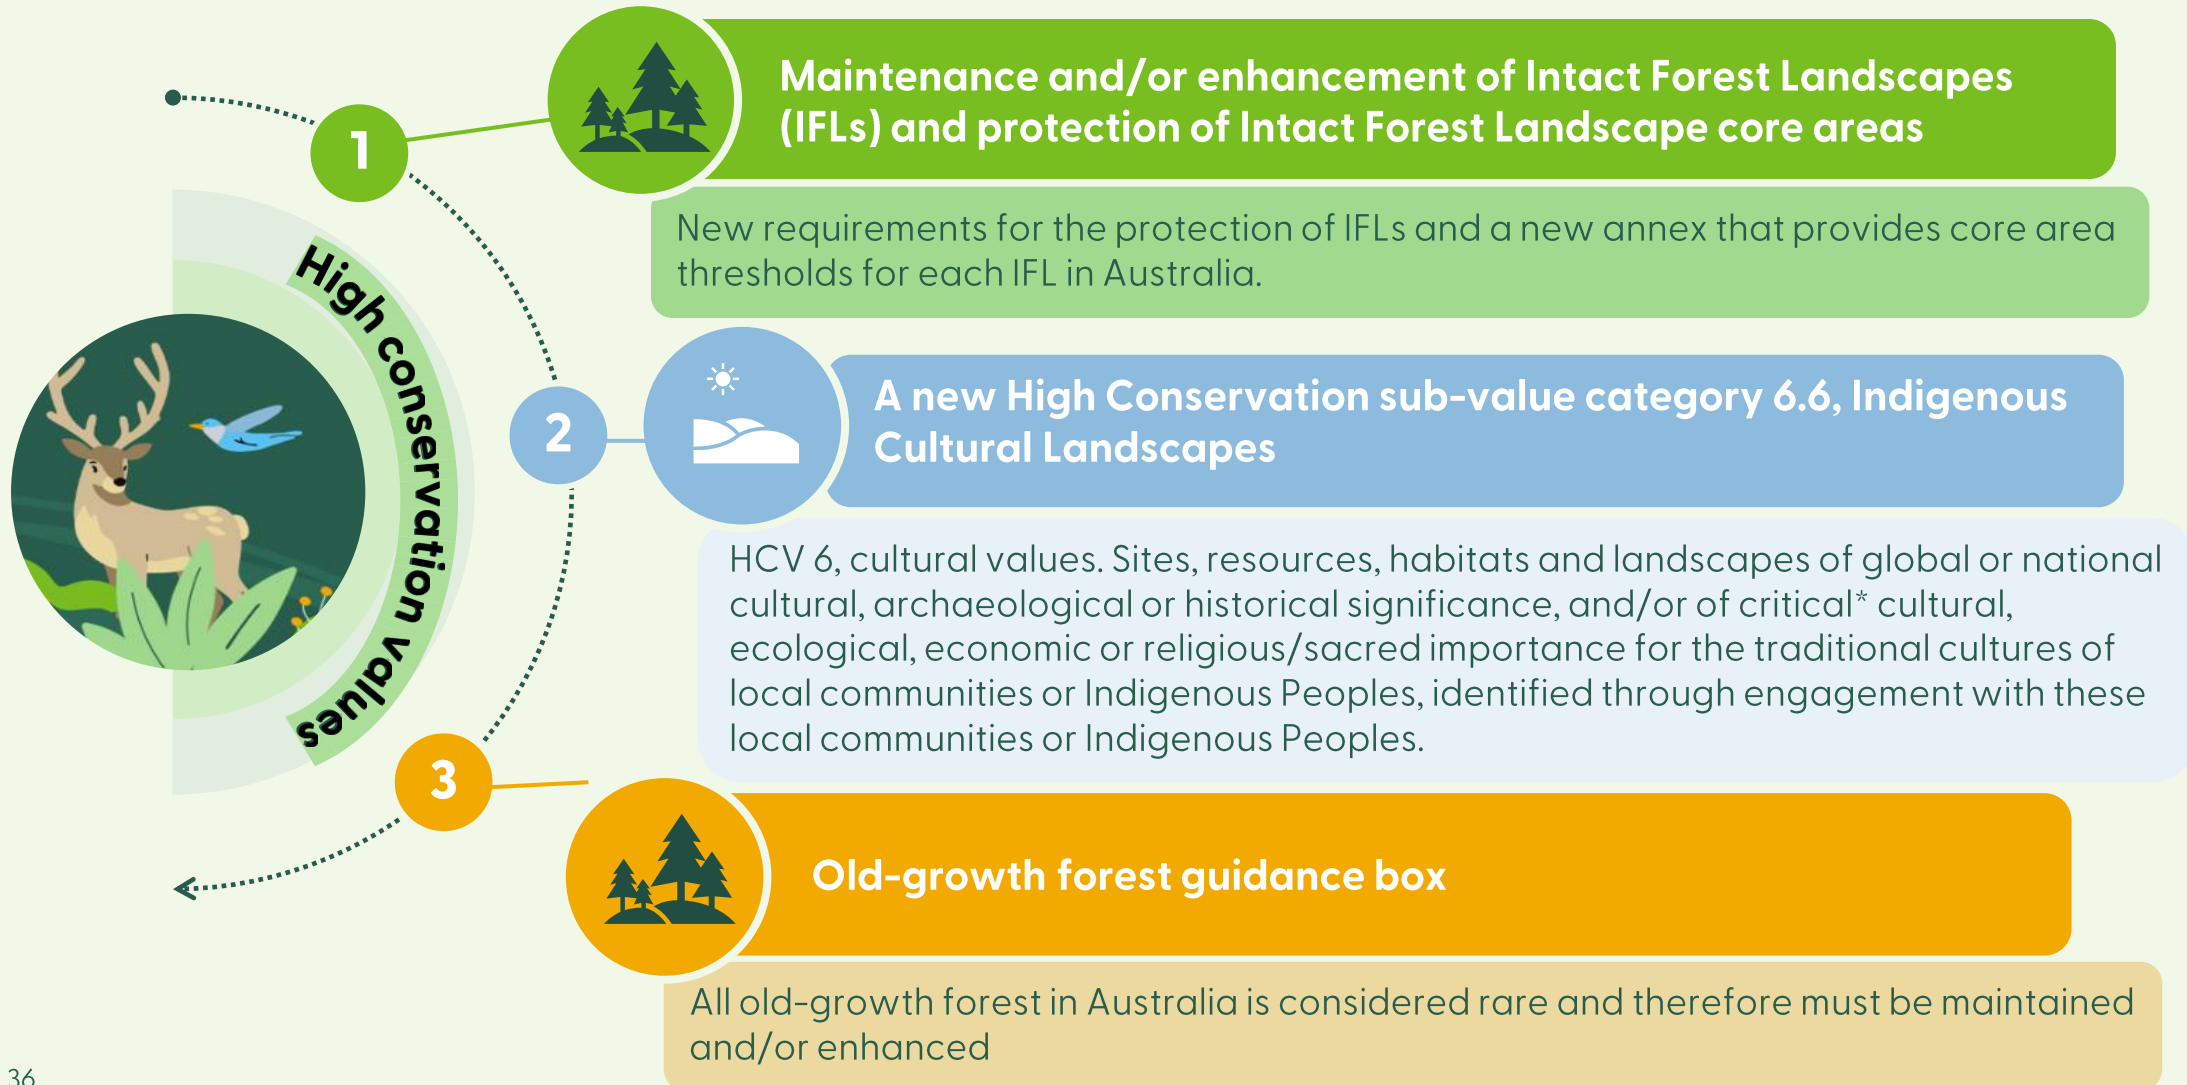 High conservation values
1
Maintenance and/or enhancement of Intact Forest Landscapes
(IFLs) and protection of Intact Forest Landscape core areas
New requirements for the protection of IFLs and a new annex that provides core area
thresholds for each IFL in Australia.
2
A new High Conservation sub-value category 6.6, Indigenous
Cultural Landscapes
HCV 6, cultural values. Sites, resources, habitats and landscapes of global or national
cultural, archaeological or historical significance, and/or of critical* cultural,
ecological, economic or religious/sacred importance for the traditional cultures of
local communities or Indigenous Peoples, identified through engagement with these
local communities or Indigenous Peoples.
3
Old-growth forest guidance box
All old-growth forest in Australia is considered rare and therefore must be maintained
and/or enhanced
36